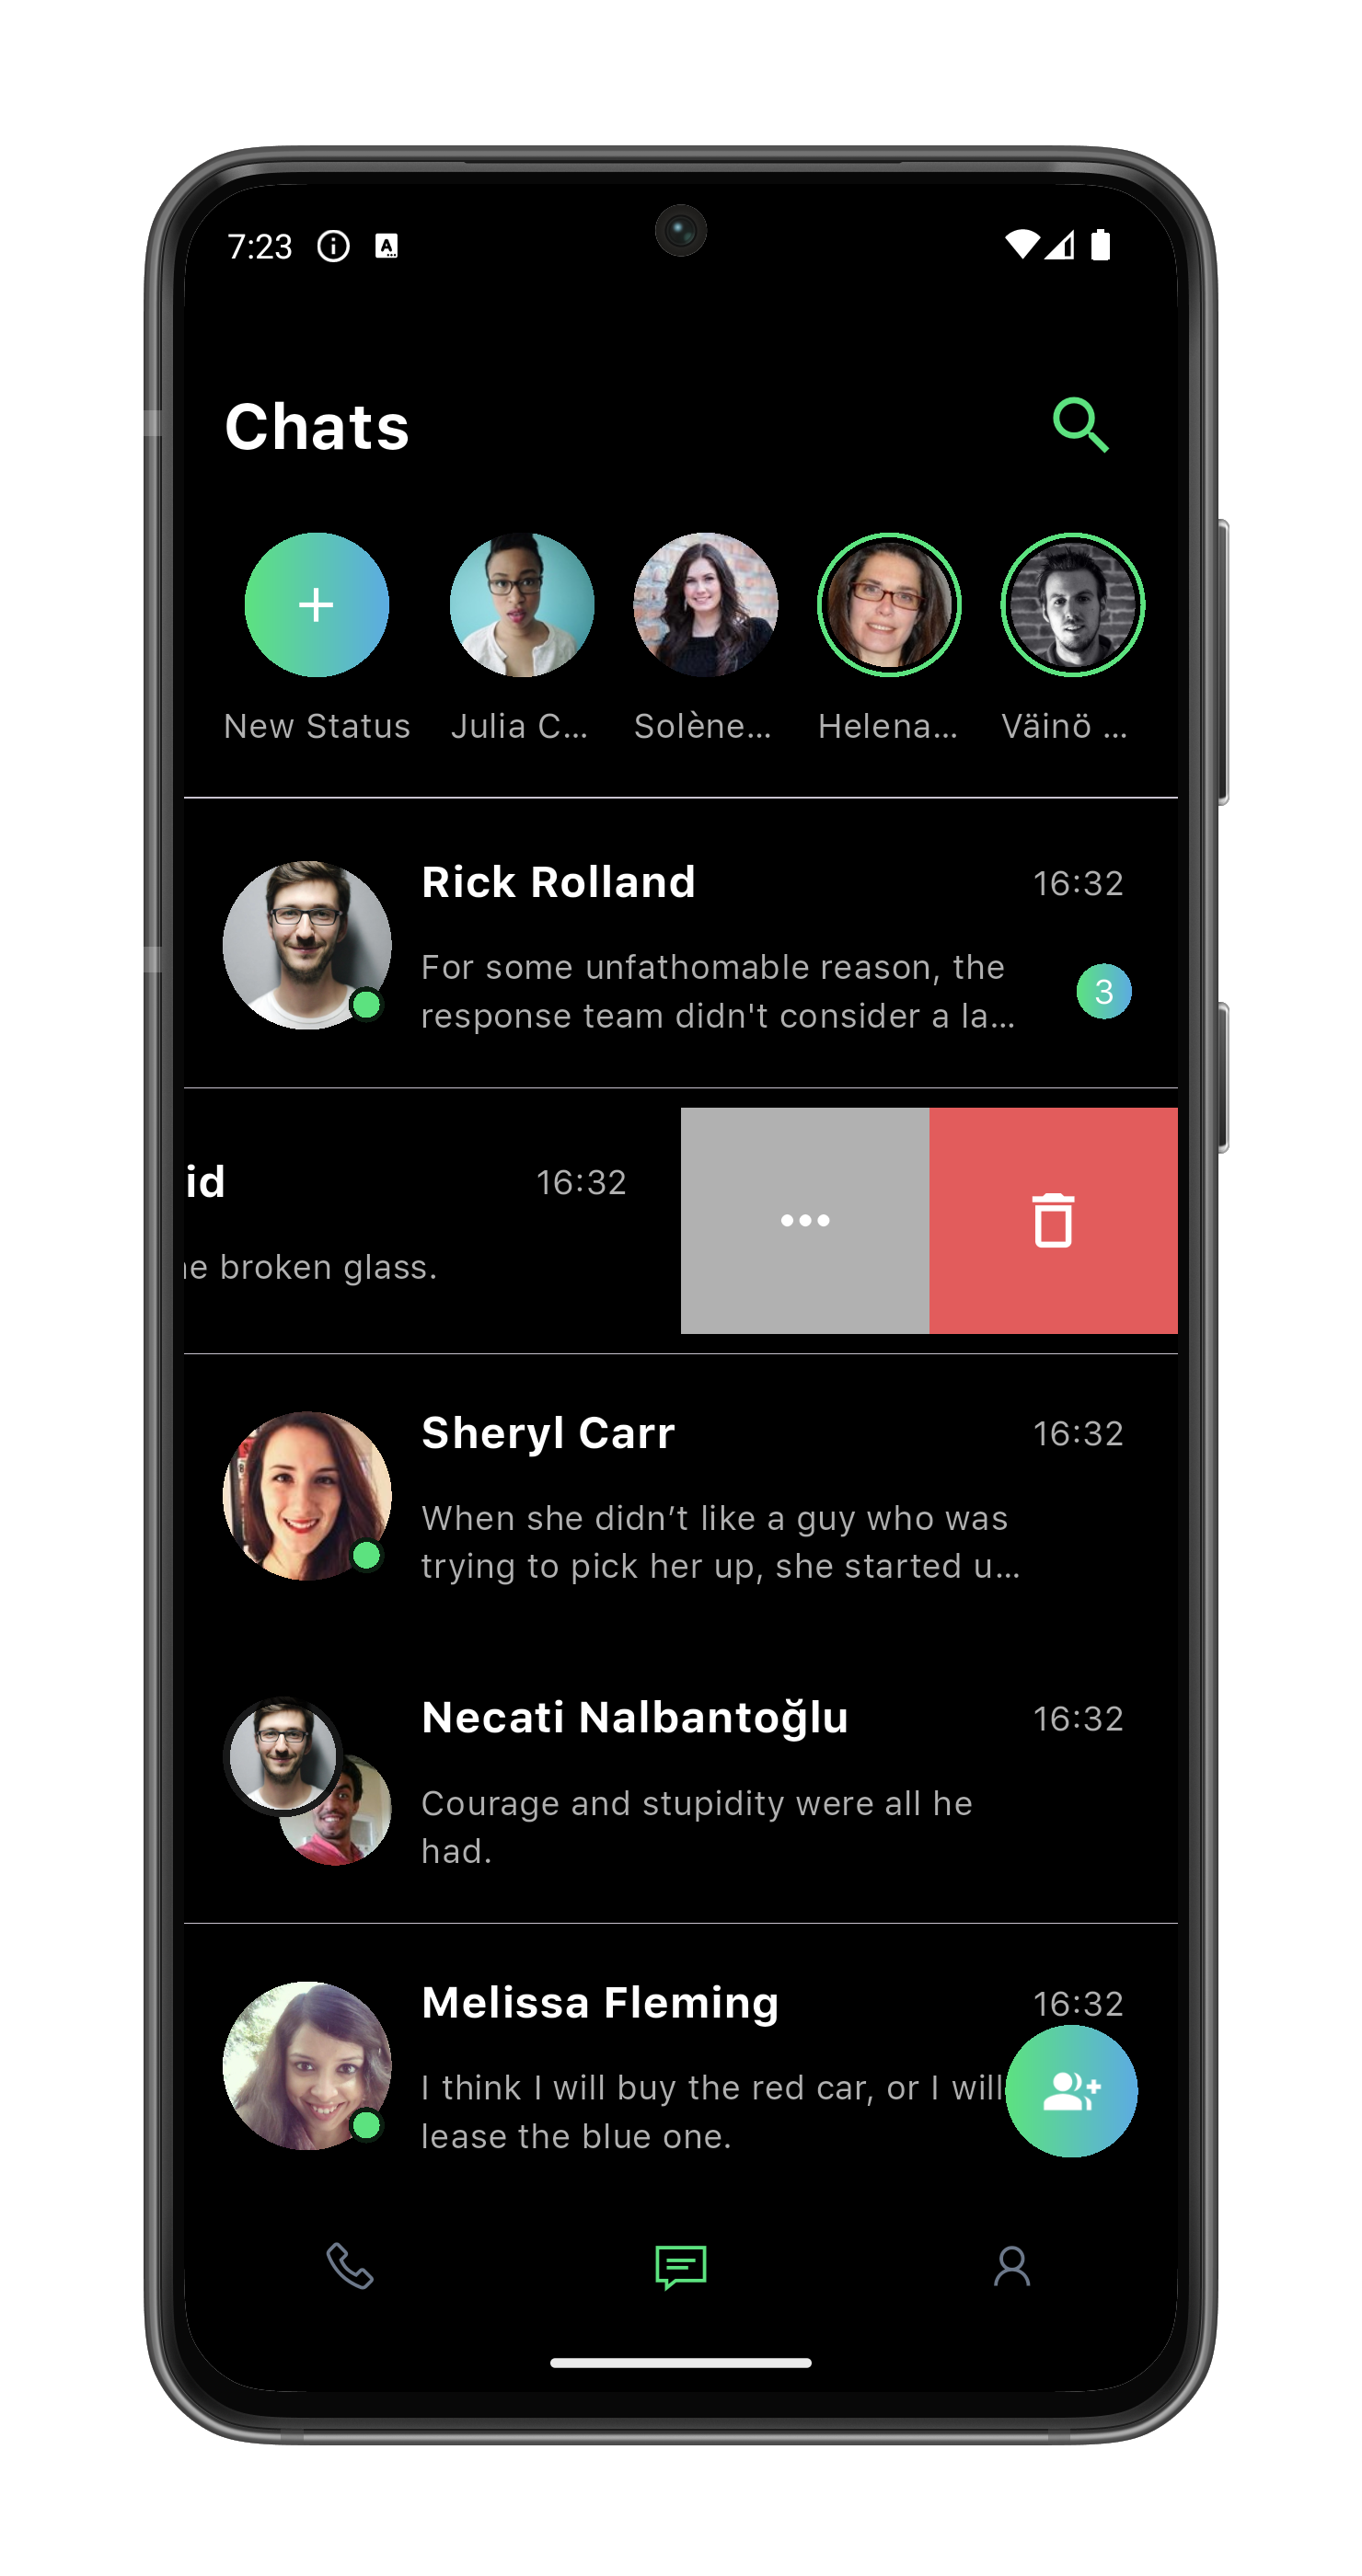 7:23
Chats
New Status
Julia C...
Solène...
Helena...
Väinö ...
Rick Rolland
16:32
For some unfathomable reason, the
response team didn't consider a la...
3
id
16:32
e broken glass.
Sheryl Carr
16:32
When she didn’t like a guy who was
trying to pick her up, she started u...
Necati Nalbantoğlu
16:32
Courage and stupidity were all he
had.
Melissa Fleming
16:32
I think I will buy the red car, or I will
lease the blue one.